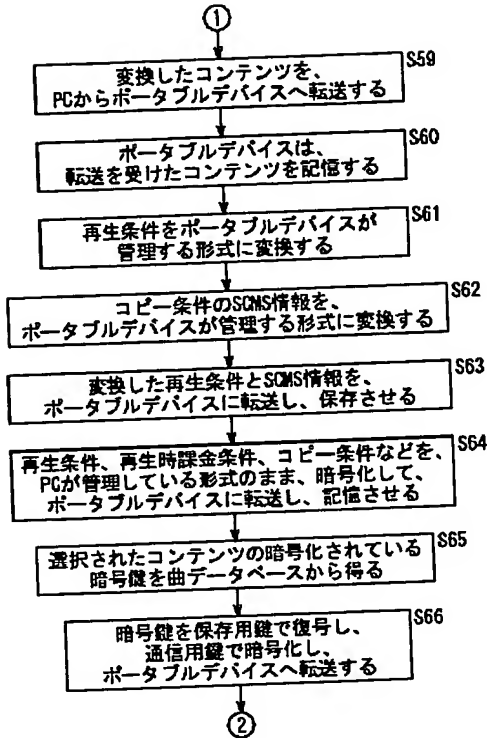 ①
S59
変換したコンテンツを、
PCからポータブルデバイスへ転送する
S60
ポータブルデバイスは、
転送を受けたコンテンツを記憶する
S61
再生条件をポータブルデバイスが
管理する形式に変換する
S62
コピー条件のSCMS情報を、
ポータブルデバイスが管理する形式に変換する
S63
変換した再生条件とSCMS情報を、
ポータブルデバイスに転送し、保存させる
S64
再生条件、再生時課金条件、コピー条件などを、
PCが管理している形式のまま、暗号化して、
ポータブルデバイスに転送し、記憶させる
S65
選択されたコンテンツの暗号化されている
暗号鍵を曲データベースから得る
S66
暗号鍵を保存用鍵で復号し、
通信用鍵で暗号化し、
ポータブルデバイスへ転送する
②